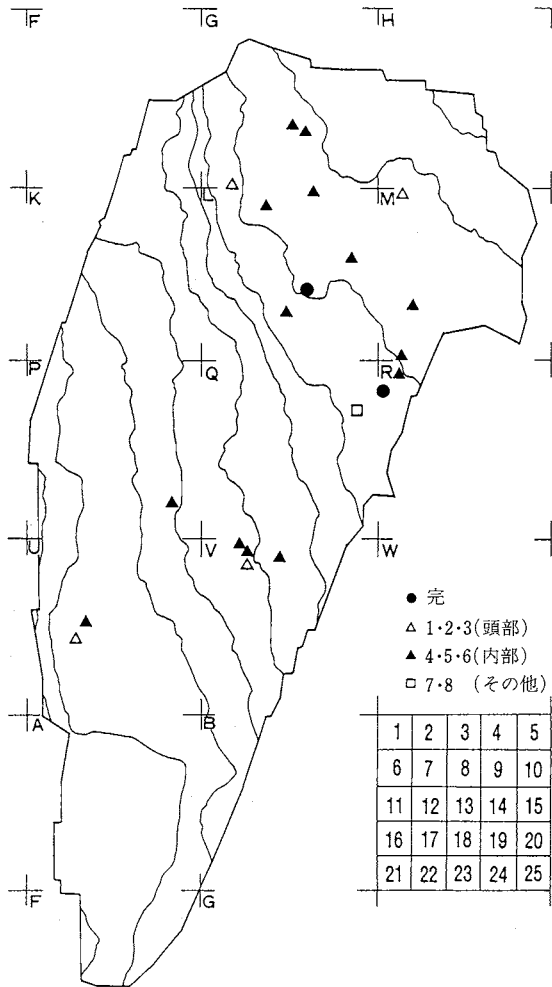 F G H
K L M
P Q R
U V W
● 完
△ 1・2・3(頭部)
▲ 4・5・6(内部)
□ 7・8 (その他)
A B
1 2 3 4 5
6 7 8 9 10
11 12 13 14 15
16 17 18 19 20
21 22 23 24 25
F G